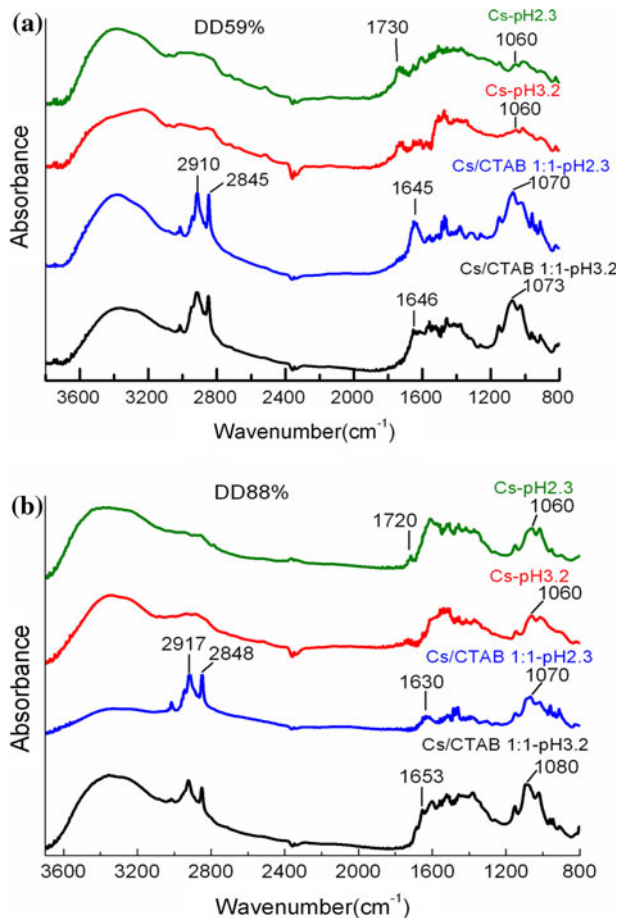 (a)
DD59%
Cs-pH2.3
1730
1060
Cs-pH3.2
1060
Cs/CTAB 1:1-pH2.3
2910
2845
1645
1070
Cs/CTAB 1:1-pH3.2
1646
1073
Absorbance
3600 3200 2800 2400 2000 1600 1200 800
Wavenumber(cm⁻¹)
(b)
DD88%
Cs-pH2.3
1720
1060
Cs-pH3.2
1060
Cs/CTAB 1:1-pH2.3
2917
2848
1630
1070
Cs/CTAB 1:1-pH3.2
1653
1080
Absorbance
3600 3200 2800 2400 2000 1600 1200 800
Wavenumber(cm⁻¹)